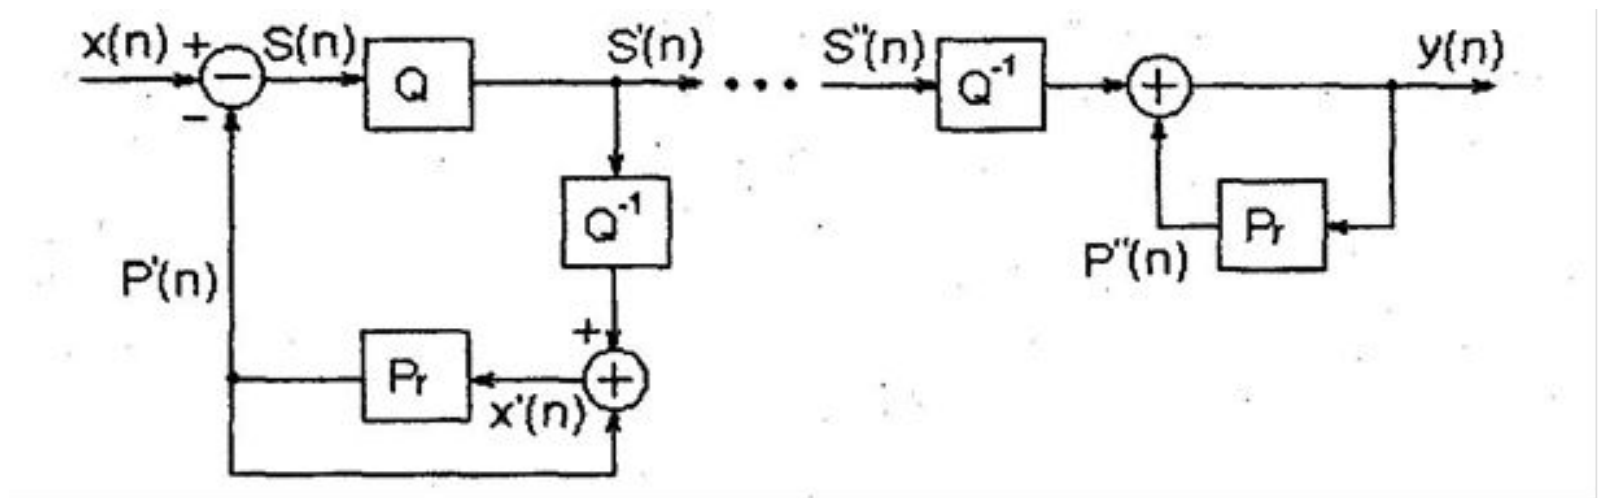 x(n) + S(n) Q S'(n) S"(n) Q⁻¹ + y(n)
−
−
Q⁻¹
Pr
P"(n)
P'(n)
+
Pr
x'(n)
+